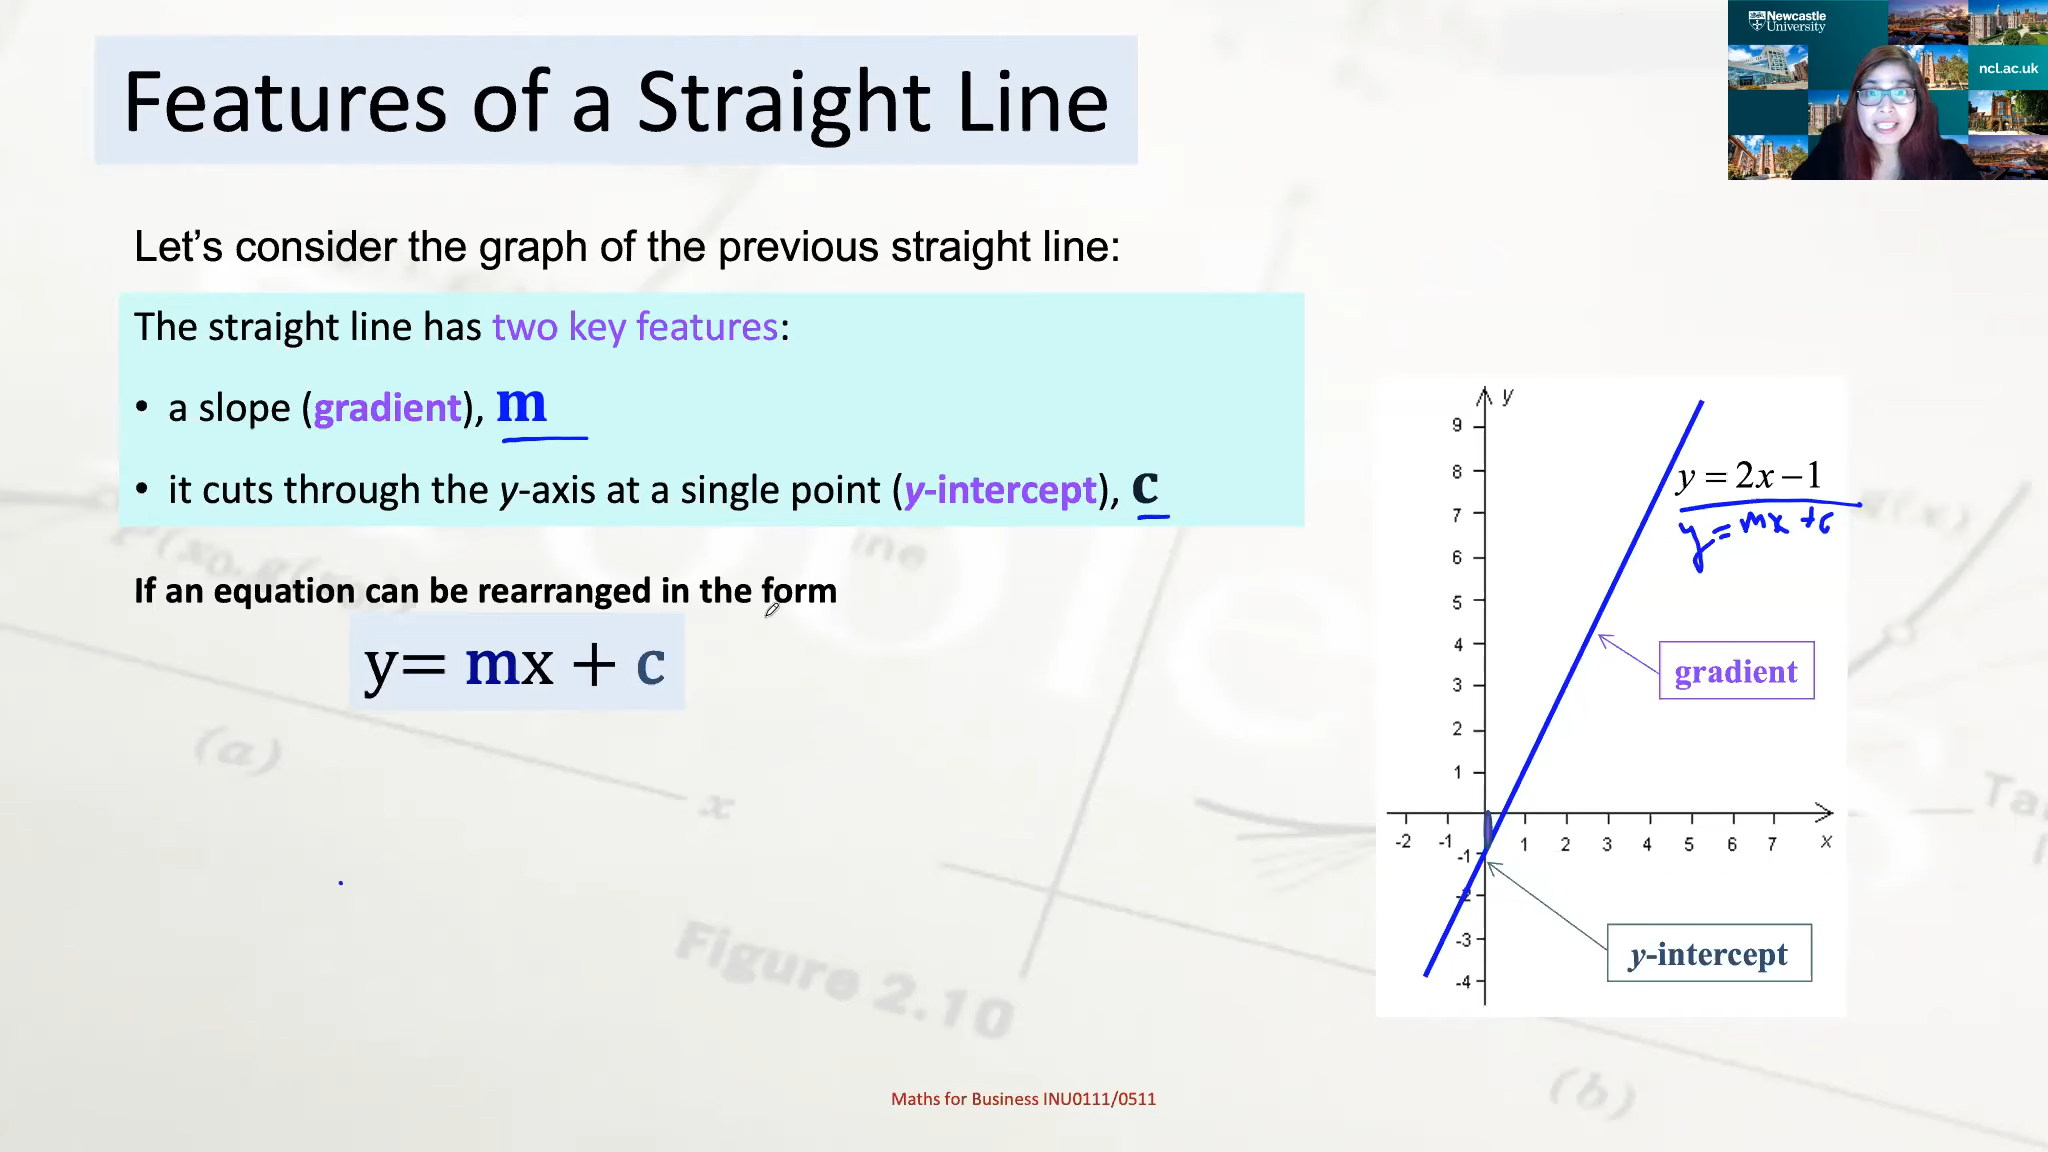 Features of a Straight Line
Newcastle
University
ncl.ac.uk
Let's consider the graph of the previous straight line:
The straight line has two key features:
• a slope (gradient), m
• it cuts through the y-axis at a single point (y-intercept), c
If an equation can be rearranged in the form
y= mx + c
y
9
8
7
6
5
4
3
2
1
-2 -1 1 2 3 4 5 6 7 x
-1
-2
-3
-4
y = 2x – 1
y = mx + c
gradient
y-intercept
(a)
x
Figure 2.10
(b)
Maths for Business INU0111/0511